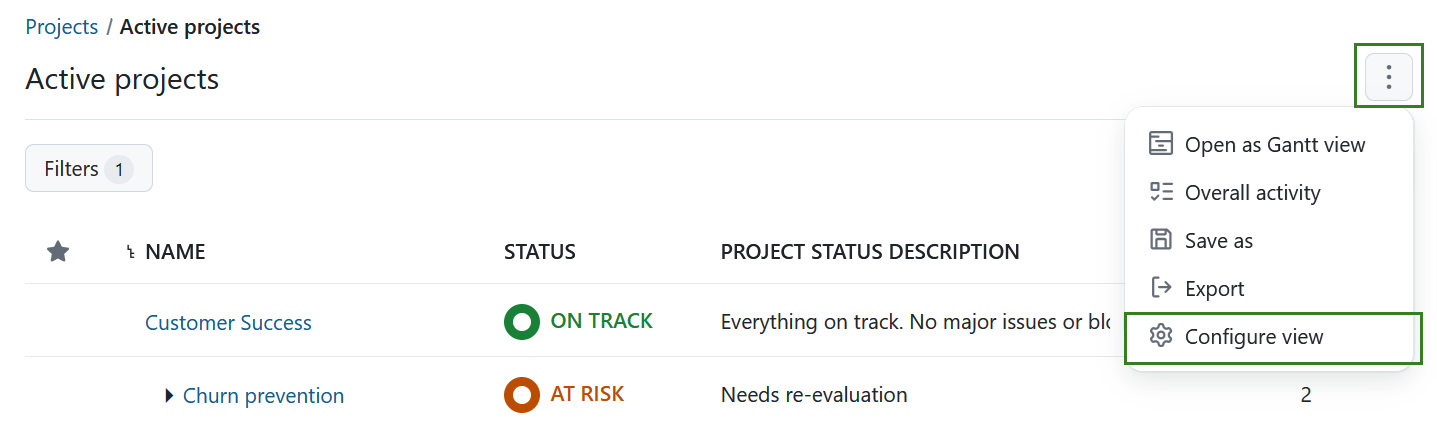 Projects / Active projects
Active projects
Open as Gantt view
Filters 1
Overall activity
Save as
NAME STATUS PROJECT STATUS DESCRIPTION
Export
Customer Success ON TRACK Everything on track. No major issues or
Configure view
Churn prevention AT RISK Needs re-evaluation 2